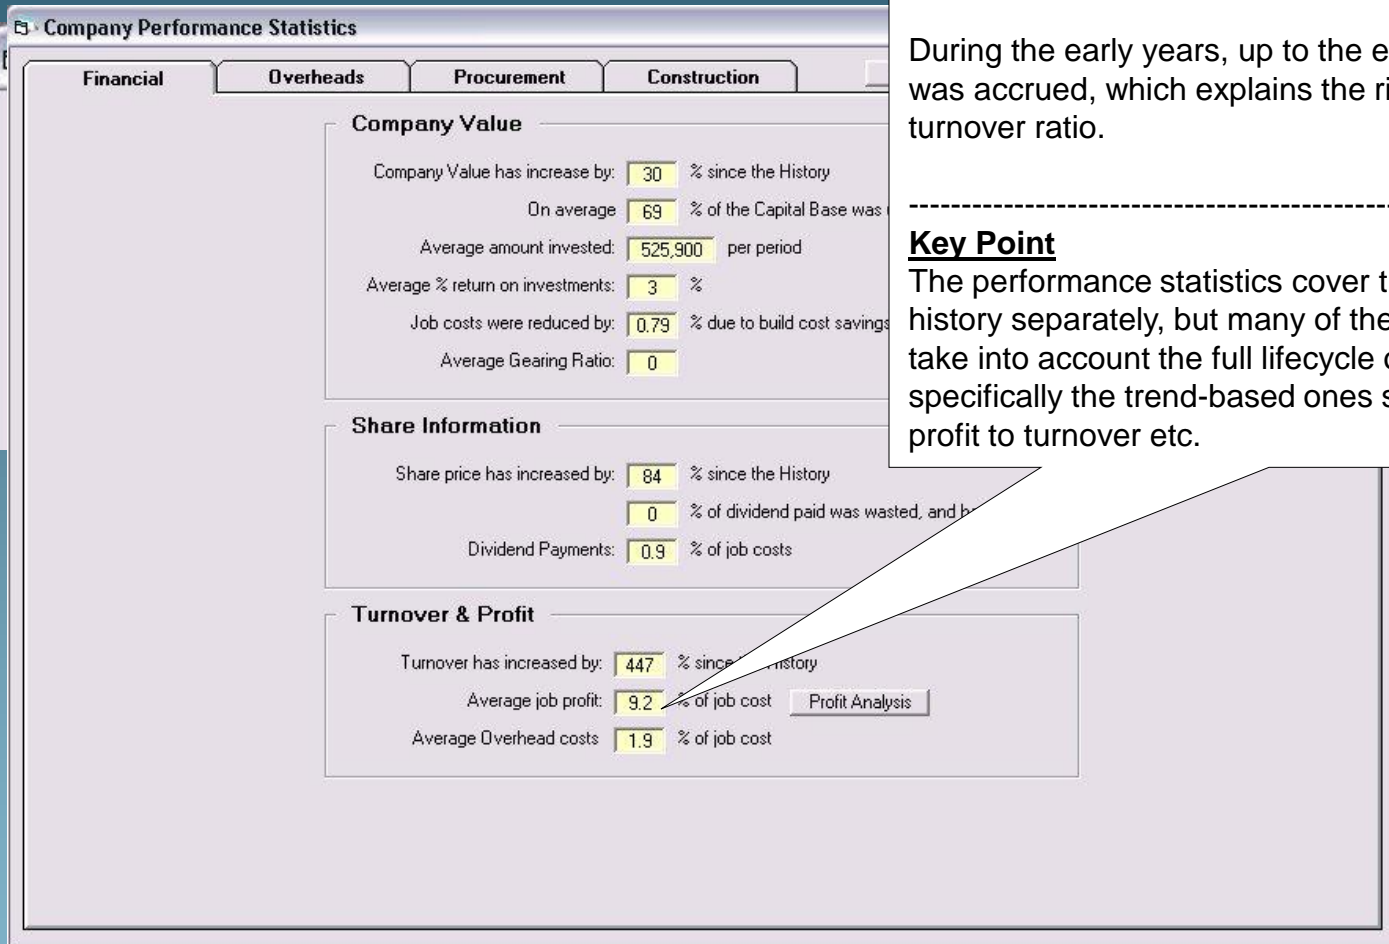 Company Performance Statistics
Financial
Overheads
Procurement
Construction
Company Value
Company Value has increase by: 30 % since the History
On average 69 % of the Capital Base was
Average amount invested: 525,900 per period
Average % return on investments: 3 %
Job costs were reduced by: 0.79 % due to build cost savings
Average Gearing Ratio: 0
Share Information
Share price has increased by: 84 % since the History
0 % of dividend paid was wasted, and
Dividend Payments: 0.9 % of job costs
Turnover & Profit
Turnover has increased by: 447 % since History
Average job profit: 9.2 % of job cost Profit Analysis
Average Overhead costs 1.9 % of job cost
During the early years, up to the
was accrued, which explains the
turnover ratio.
Key Point
The performance statistics cover
history separately, but many of the
take into account the full lifecycle
specifically the trend-based ones
profit to turnover etc.